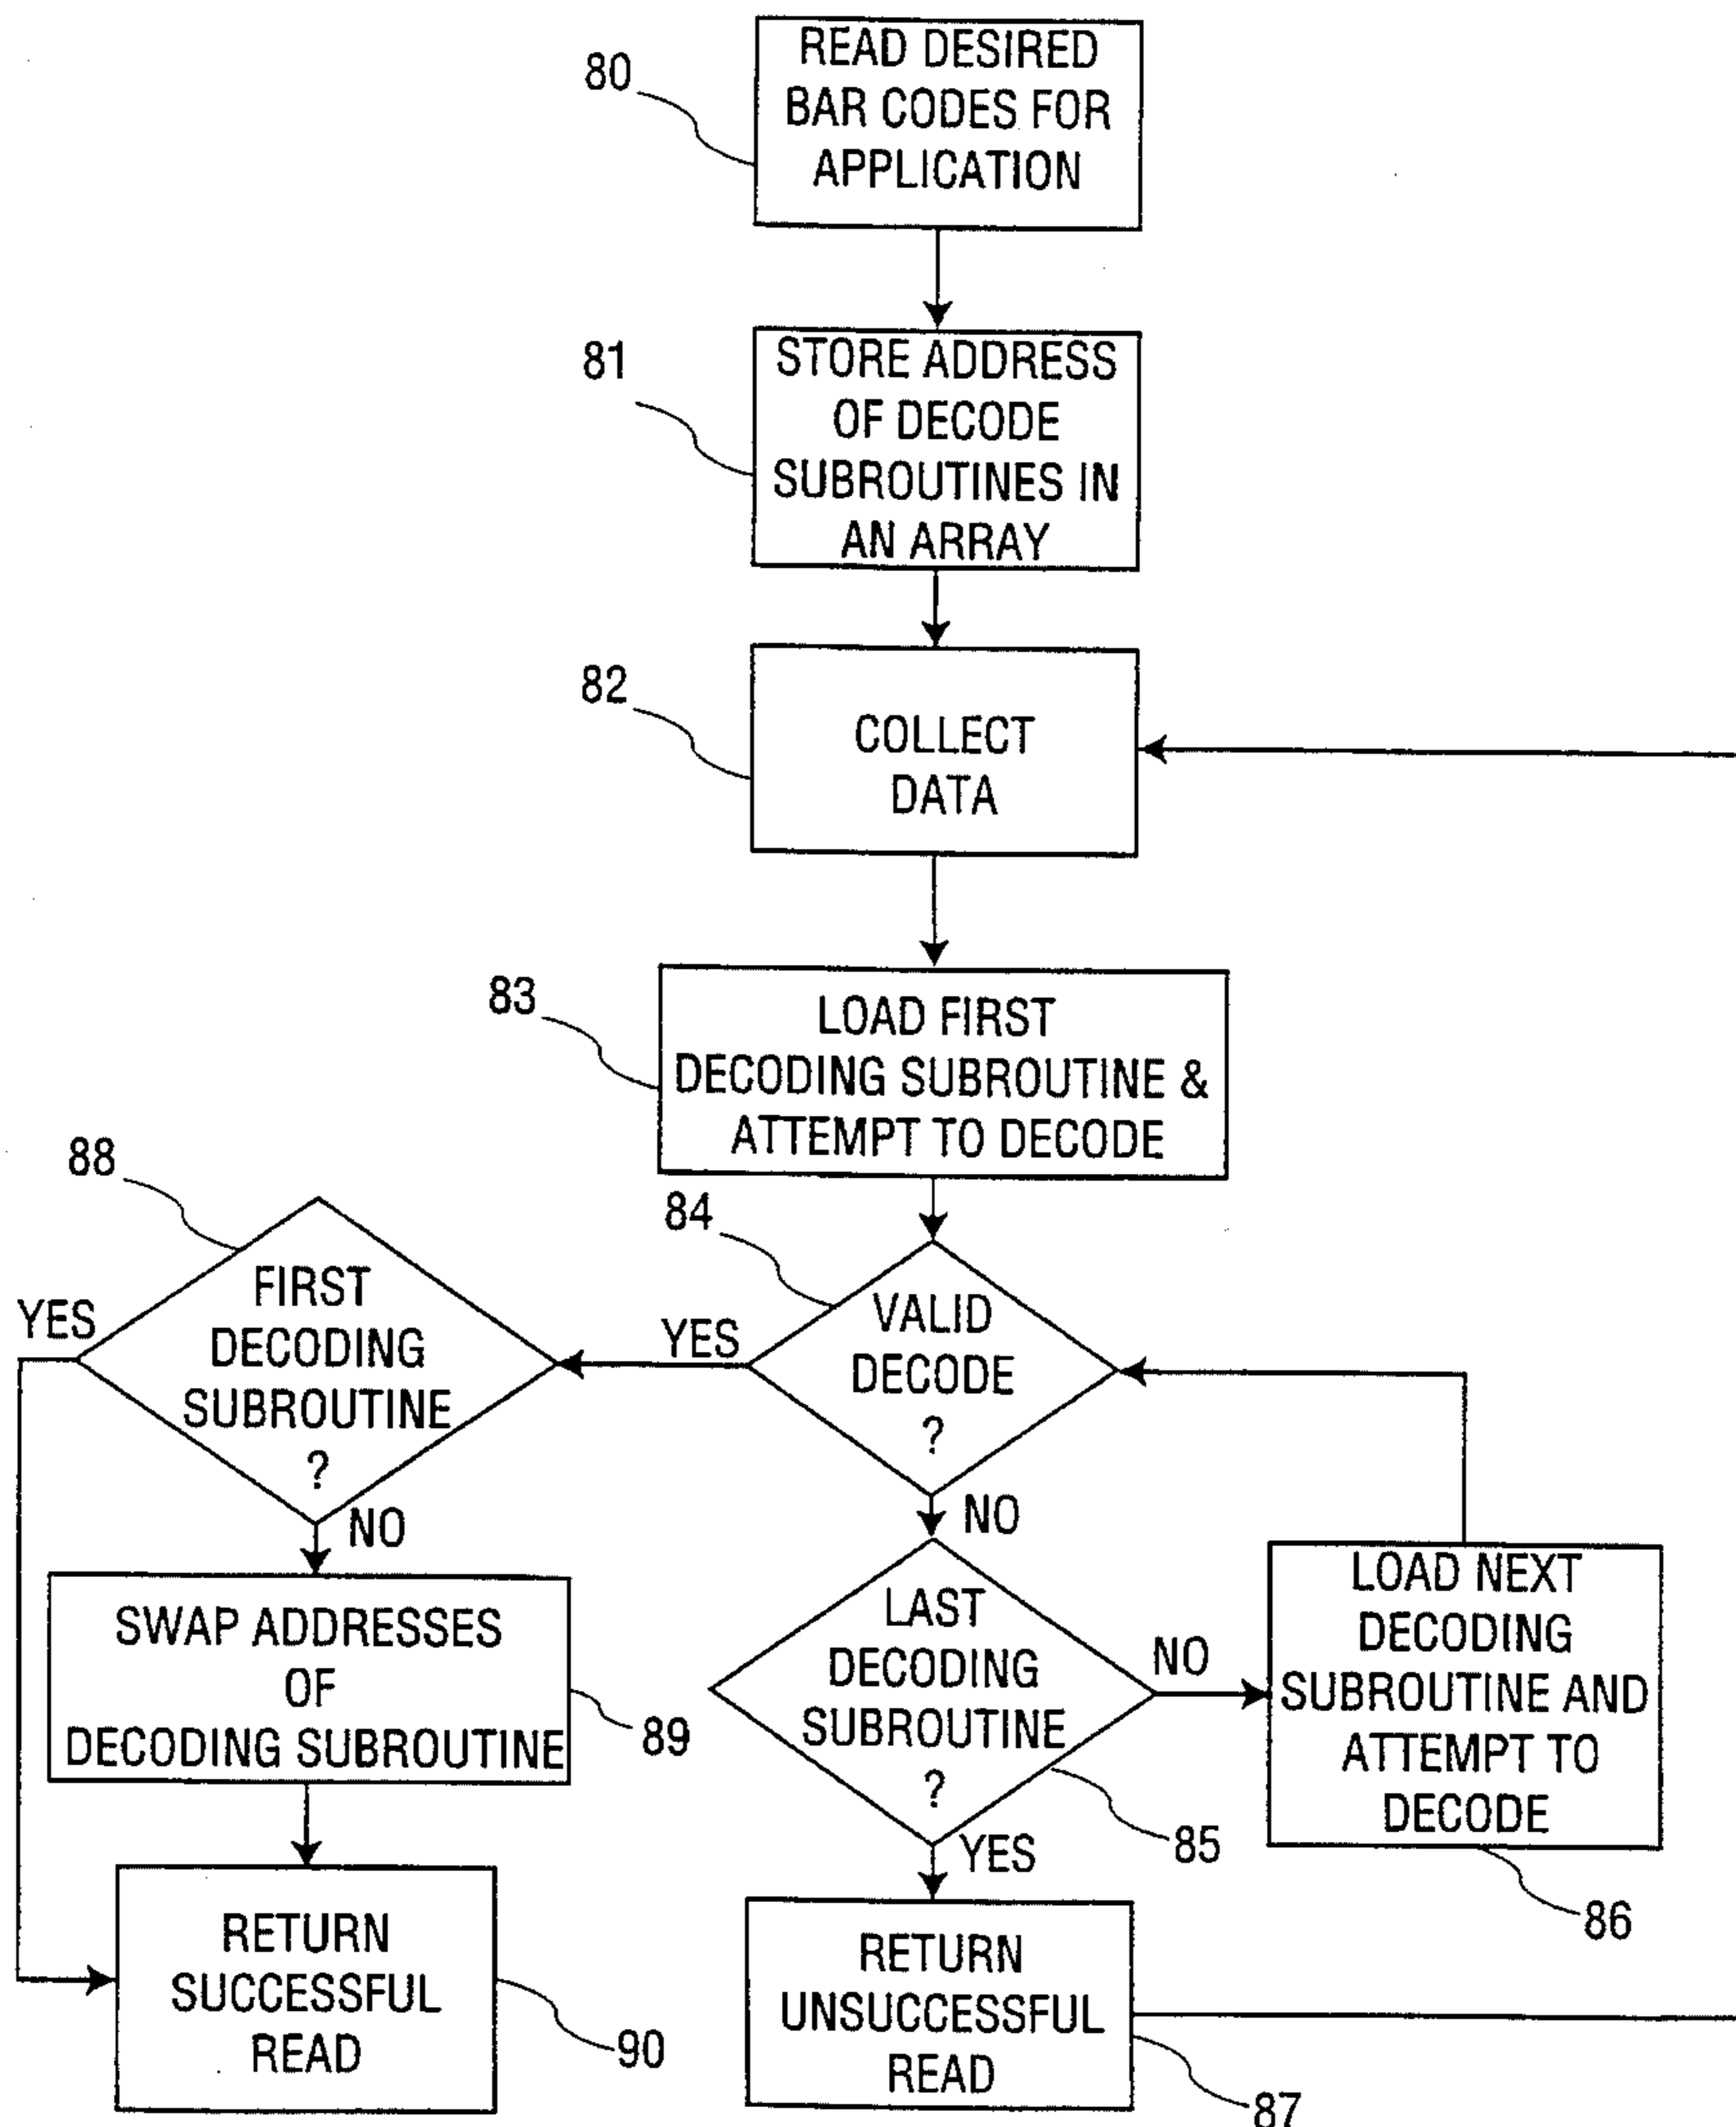 80
READ DESIRED
BAR CODES FOR
APPLICATION
81
STORE ADDRESS
OF DECODE
SUBROUTINES IN
AN ARRAY
82
COLLECT
DATA
83
LOAD FIRST
DECODING SUBROUTINE &
ATTEMPT TO DECODE
84
VALID
DECODE
?
YES
NO
88
FIRST
DECODING
SUBROUTINE
?
YES
NO
SWAP ADDRESSES
OF
DECODING SUBROUTINE
89
RETURN
SUCCESSFUL
READ
90
LAST
DECODING
SUBROUTINE
?
85
NO
YES
LOAD NEXT
DECODING
SUBROUTINE AND
ATTEMPT TO
DECODE
86
RETURN
UNSUCCESSFUL
READ
87